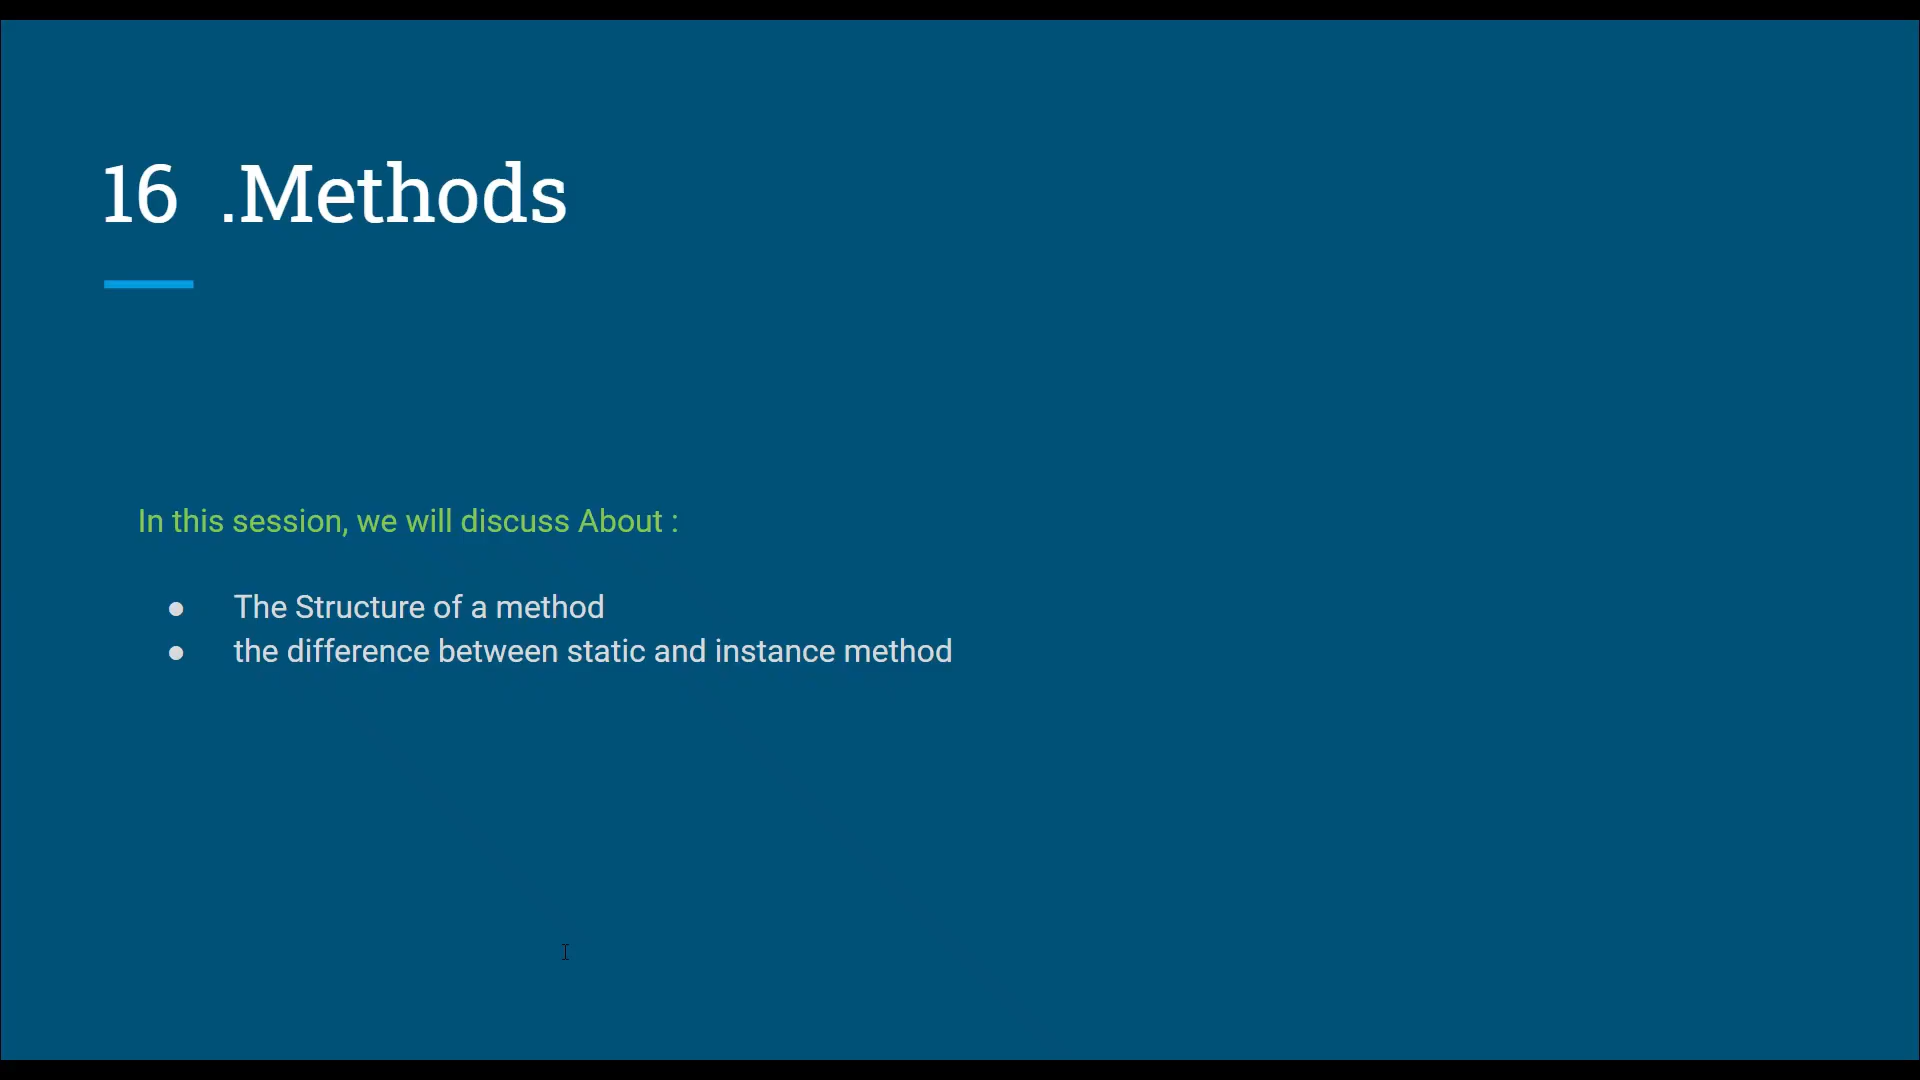 16 .Methods
In this session, we will discuss About :
● The Structure of a method
● the difference between static and instance method